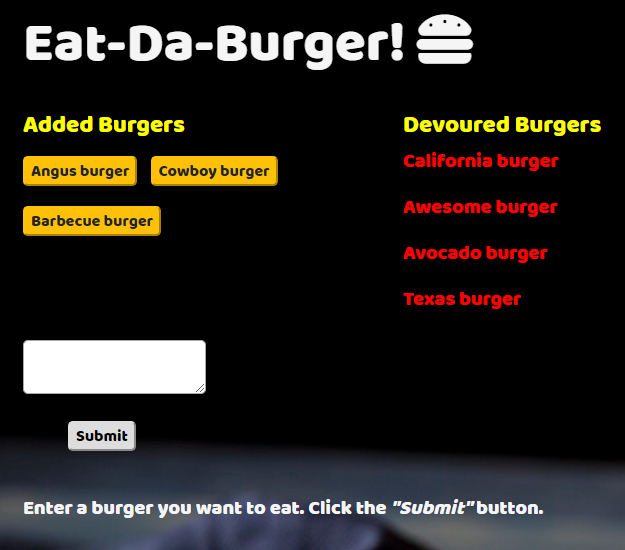 Eat-Da-Burger!
Added Burgers
Angus burger Cowboy burger
Barbecue burger
Devoured Burgers
California burger
Awesome burger
Avocado burger
Texas burger
Submit
Enter a burger you want to eat. Click the "Submit" button.